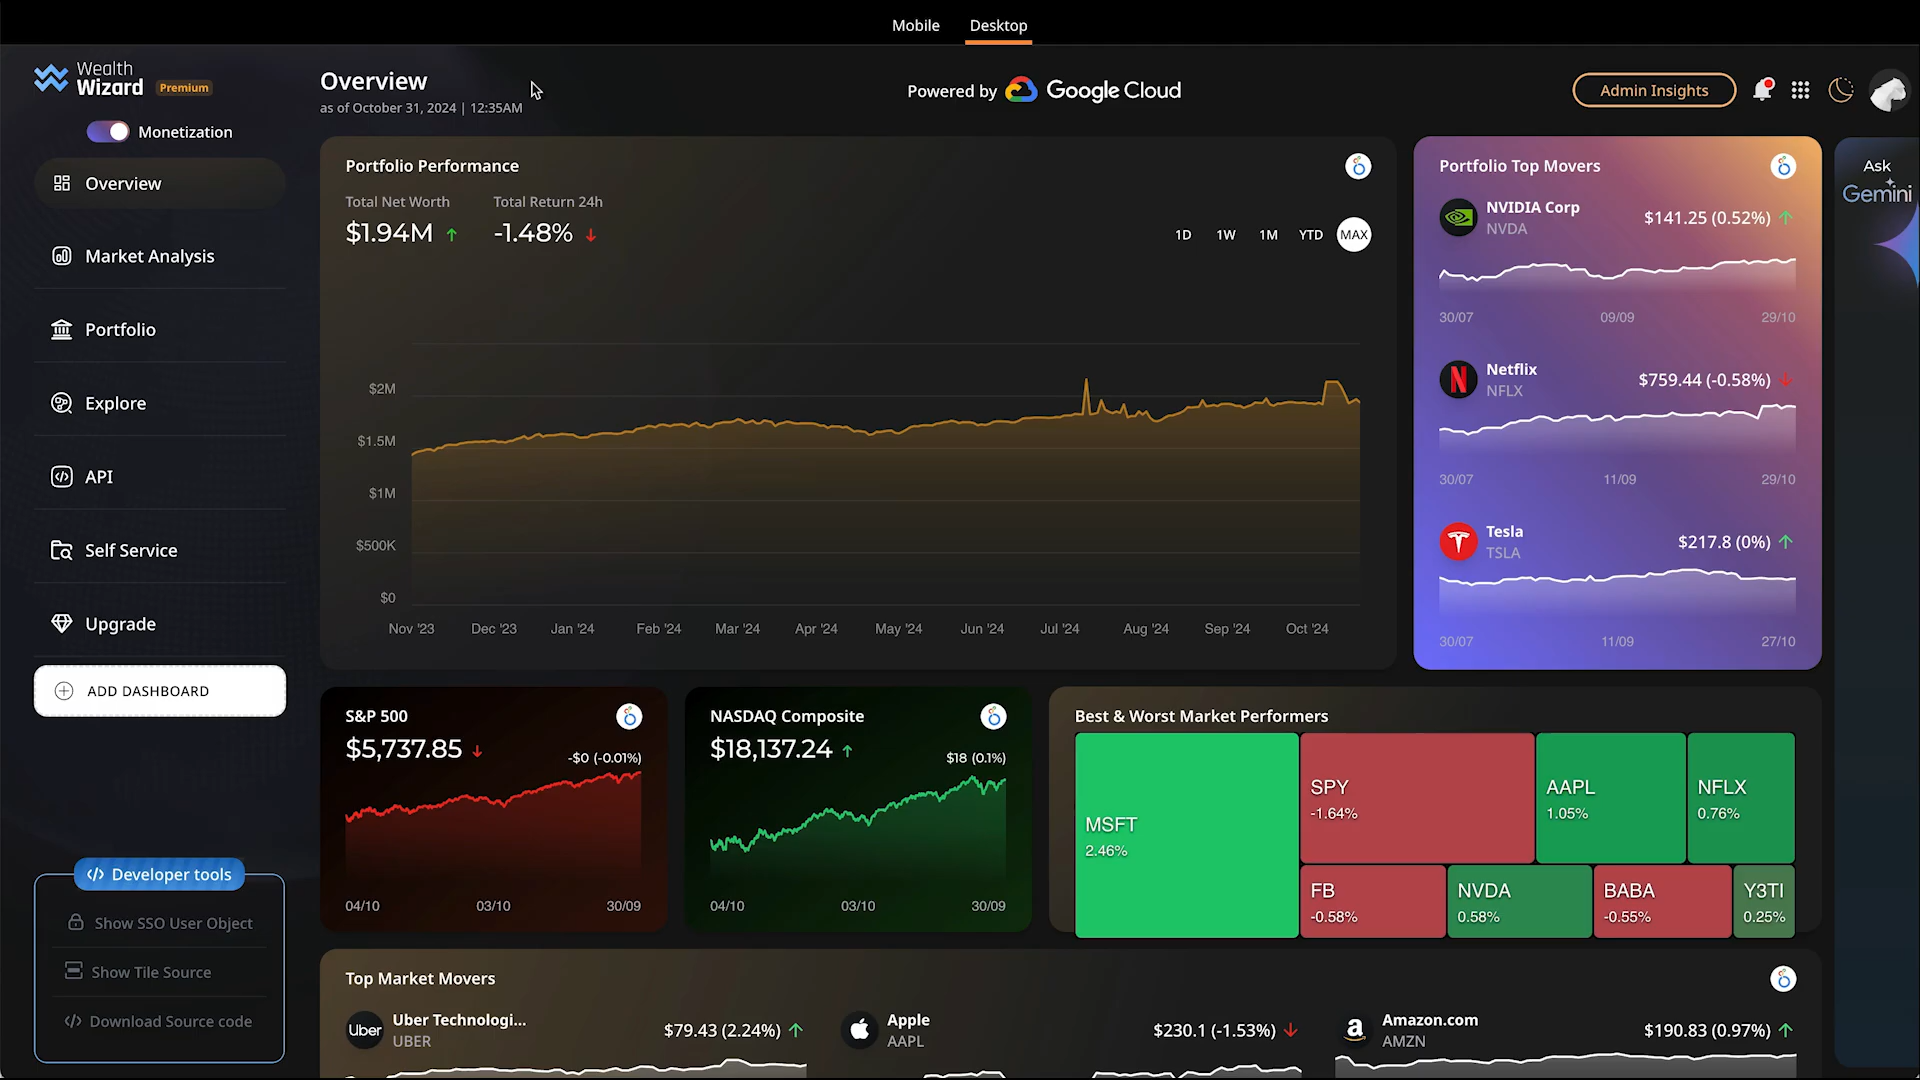 Mobile
Desktop
Wealth
Wizard
Premium
Monetization
Overview
as of October 31, 2024 | 12:35AM
Powered by Google Cloud
Admin Insights
Overview
Market Analysis
Portfolio
Explore
API
Self Service
Upgrade
ADD DASHBOARD
Developer tools
Show SSO User Object
Show Tile Source
Download Source code
Portfolio Performance
Total Net Worth
$1.94M
Total Return 24h
-1.48%
1D 1W 1M YTD MAX
$2M
$1.5M
$1M
$500K
$0
Nov '23 Dec '23 Jan '24 Feb '24 Mar '24 Apr '24 May '24 Jun '24 Jul '24 Aug '24 Sep '24 Oct '24
Portfolio Top Movers
NVIDIA Corp
NVDA
$141.25 (0.52%)
30/07 09/09 29/10
Netflix
NFLX
$759.44 (-0.58%)
30/07 11/09 29/10
Tesla
TSLA
$217.8 (0%)
30/07 11/09 27/10
Ask
Gemini
S&P 500
$5,737.85
-$0 (-0.01%)
04/10 03/10 30/09
NASDAQ Composite
$18,137.24
$18 (0.1%)
04/10 03/10 30/09
Best & Worst Market Performers
MSFT
2.46%
SPY
-1.64%
AAPL
1.05%
NFLX
0.76%
FB
-0.58%
NVDA
0.58%
BABA
-0.55%
Y3TI
0.25%
Top Market Movers
Uber
Uber Technologi...
UBER
$79.43 (2.24%)
Apple
AAPL
$230.1 (-1.53%)
Amazon.com
AMZN
$190.83 (0.97%)